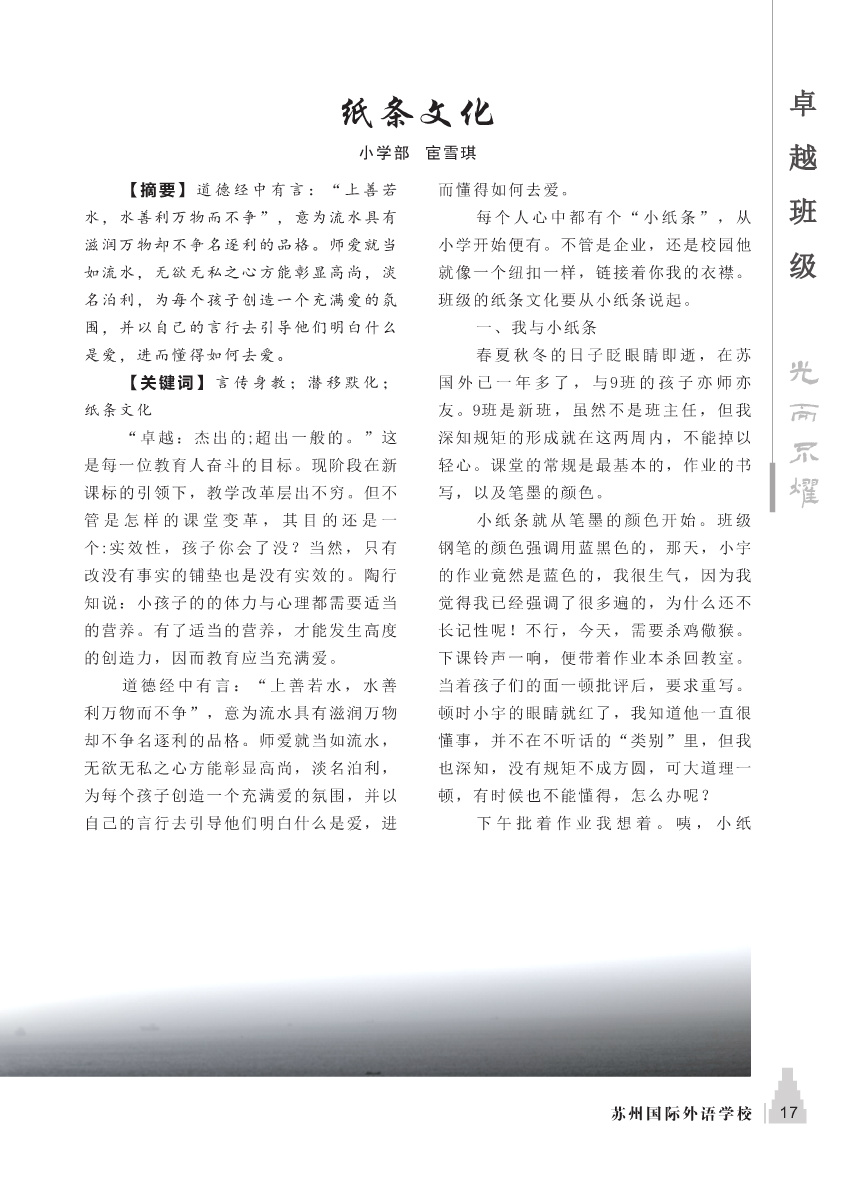 纸条文化
小学部 宦雪琪
【摘要】道德经中有言：“上善若
水，水善利万物而不争”，意为流水具有
滋润万物却不争名逐利的品格。师爱就当
如流水，无欲无私之心方能彰显高尚，淡
名泊利，为每个孩子创造一个充满爱的氛
围，并以自己的言行去引导他们明白什么
是爱，进而懂得如何去爱。
【关键词】言传身教；潜移默化；
纸条文化
“卓越：杰出的;超出一般的。”这
是每一位教育人奋斗的目标。现阶段在新
课标的引领下，教学改革层出不穷。但不
管是怎样的课堂变革，其目的还是一
个:实效性，孩子你会了没？当然，只有
改没有事实的铺垫也是没有实效的。陶行
知说：小孩子的的体力与心理都需要适当
的营养。有了适当的营养，才能发生高度
的创造力，因而教育应当充满爱。
道德经中有言：“上善若水，水善
利万物而不争”，意为流水具有滋润万物
却不争名逐利的品格。师爱就当如流水，
无欲无私之心方能彰显高尚，淡名泊利，
为每个孩子创造一个充满爱的氛围，并以
自己的言行去引导他们明白什么是爱，进
而懂得如何去爱。
每个人心中都有个“小纸条”，从
小学开始便有。不管是企业，还是校园他
就像一个纽扣一样，链接着你我的衣襟。
班级的纸条文化要从小纸条说起。
一、我与小纸条
春夏秋冬的日子眨眼睛即逝，在苏
国外已一年多了，与9班的孩子亦师亦
友。9班是新班，虽然不是班主任，但我
深知规矩的形成就在这两周内，不能掉以
轻心。课堂的常规是最基本的，作业的书
写，以及笔墨的颜色。
小纸条就从笔墨的颜色开始。班级
钢笔的颜色强调用蓝黑色的，那天，小宇
的作业竟然是蓝色的，我很生气，因为我
觉得我已经强调了很多遍的，为什么还不
长记性呢！不行，今天，需要杀鸡儆猴。
下课铃声一响，便带着作业本杀回教室。
当着孩子们的面一顿批评后，要求重写。
顿时小宇的眼睛就红了，我知道他一直很
懂事，并不在不听话的“类别”里，但我
也深知，没有规矩不成方圆，可大道理一
顿，有时候也不能懂得，怎么办呢？
下午批着作业我想着。咦，小纸
卓越班级
光而不耀
苏州国际外语学校 17